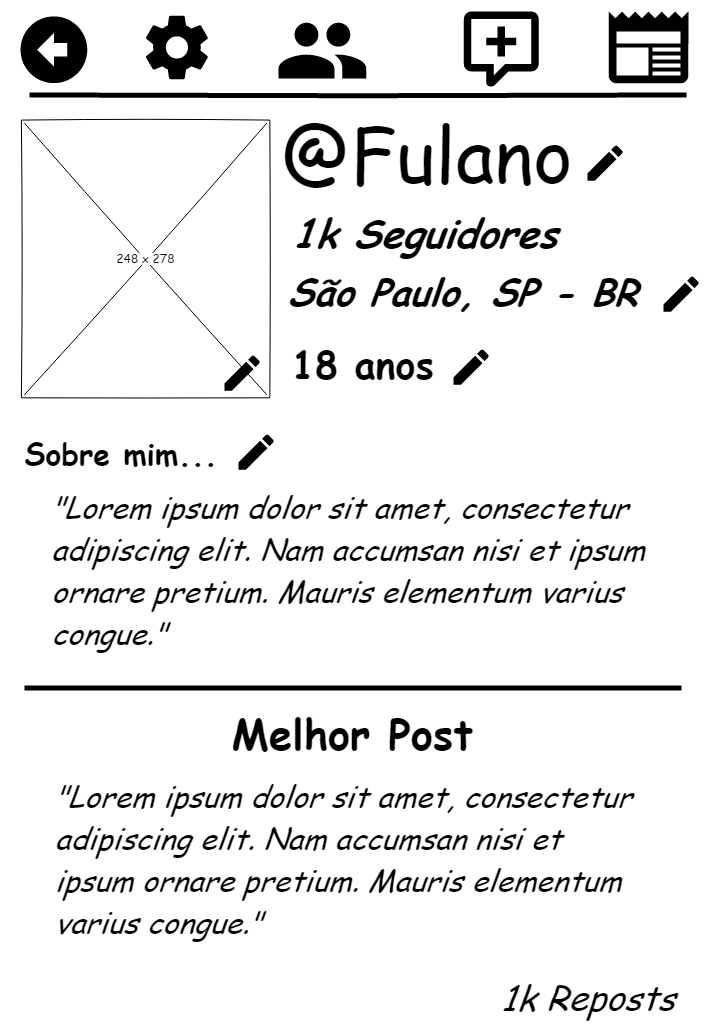 @Fulano
1k Seguidores
248 x 278
São Paulo, SP - BR
18 anos
Sobre mim...
"Lorem ipsum dolor sit amet, consectetur
adipiscing elit. Nam accumsan nisi et ipsum
ornare pretium. Mauris elementum varius
congue."
Melhor Post
"Lorem ipsum dolor sit amet, consectetur
adipiscing elit. Nam accumsan nisi et
ipsum ornare pretium. Mauris elementum
varius congue."
1k Reposts